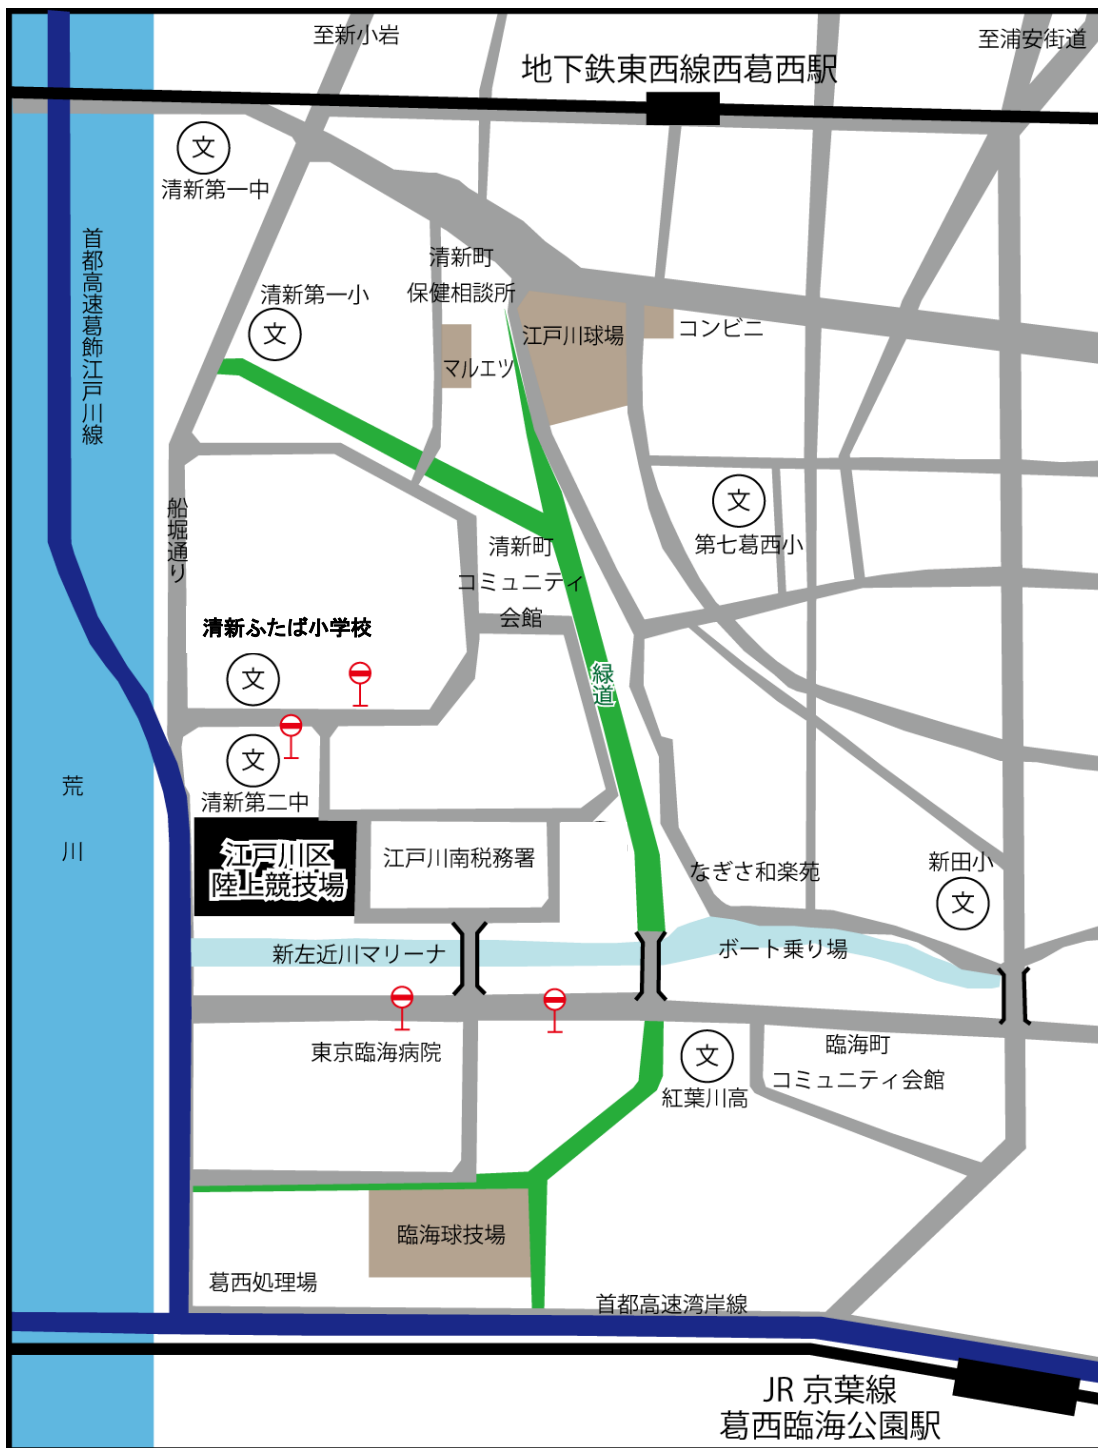 至新小岩
至浦安街道
地下鉄東西線西葛西駅
文
清新第一中
首都高速葛飾江戸川線
清新町
保健相談所
清新第一小
文
江戸川球場
コンビニ
マルエツ
船堀通り
文
第七葛西小
清新町
コミュニティ
会館
清新ふたば小学校
文
緑道
文
清新第二中
荒川
江戸川区
陸上競技場
江戸川南税務署
なぎさ和楽苑
新田小
文
新左近川マリーナ
ボート乗り場
東京臨海病院
文
紅葉川高
臨海町
コミュニティ会館
臨海球技場
葛西処理場
首都高速湾岸線
JR 京葉線
葛西臨海公園駅